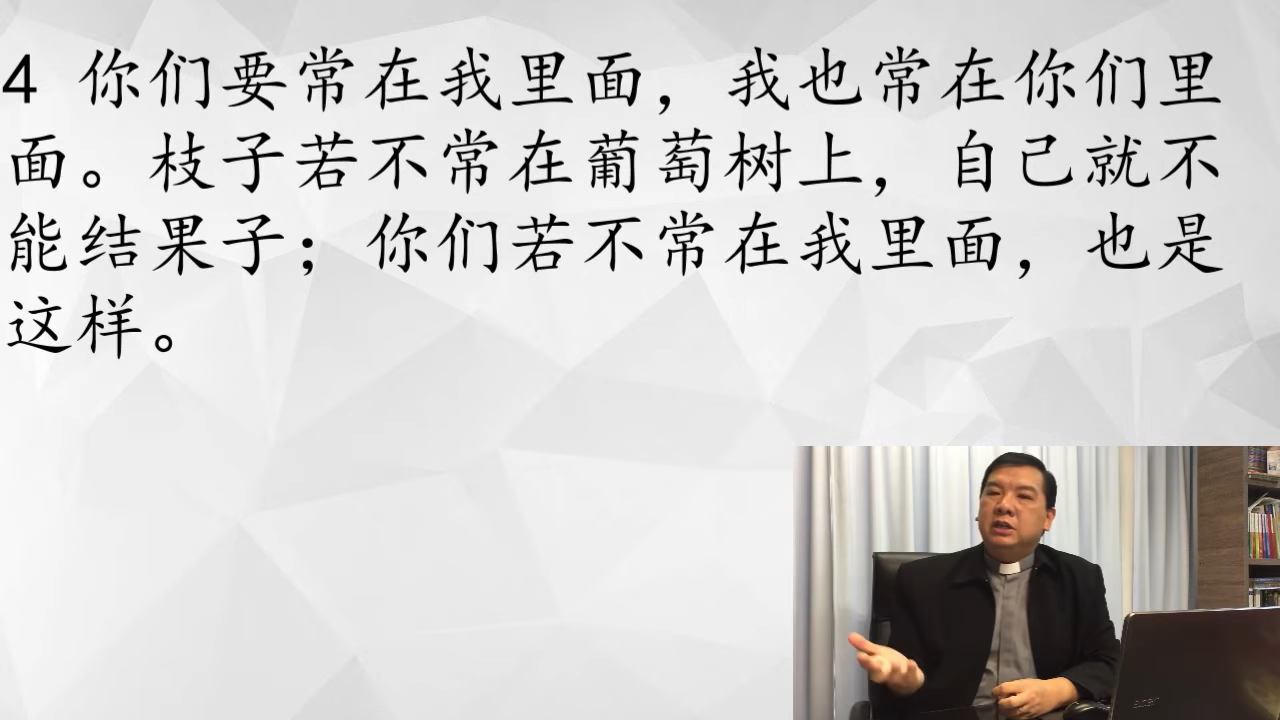 4 你们要常在我里面，我也常在你们里
面。枝子若不常在葡萄树上，自己就不
能结果子；你们若不常在我里面，也是
这样。
acer